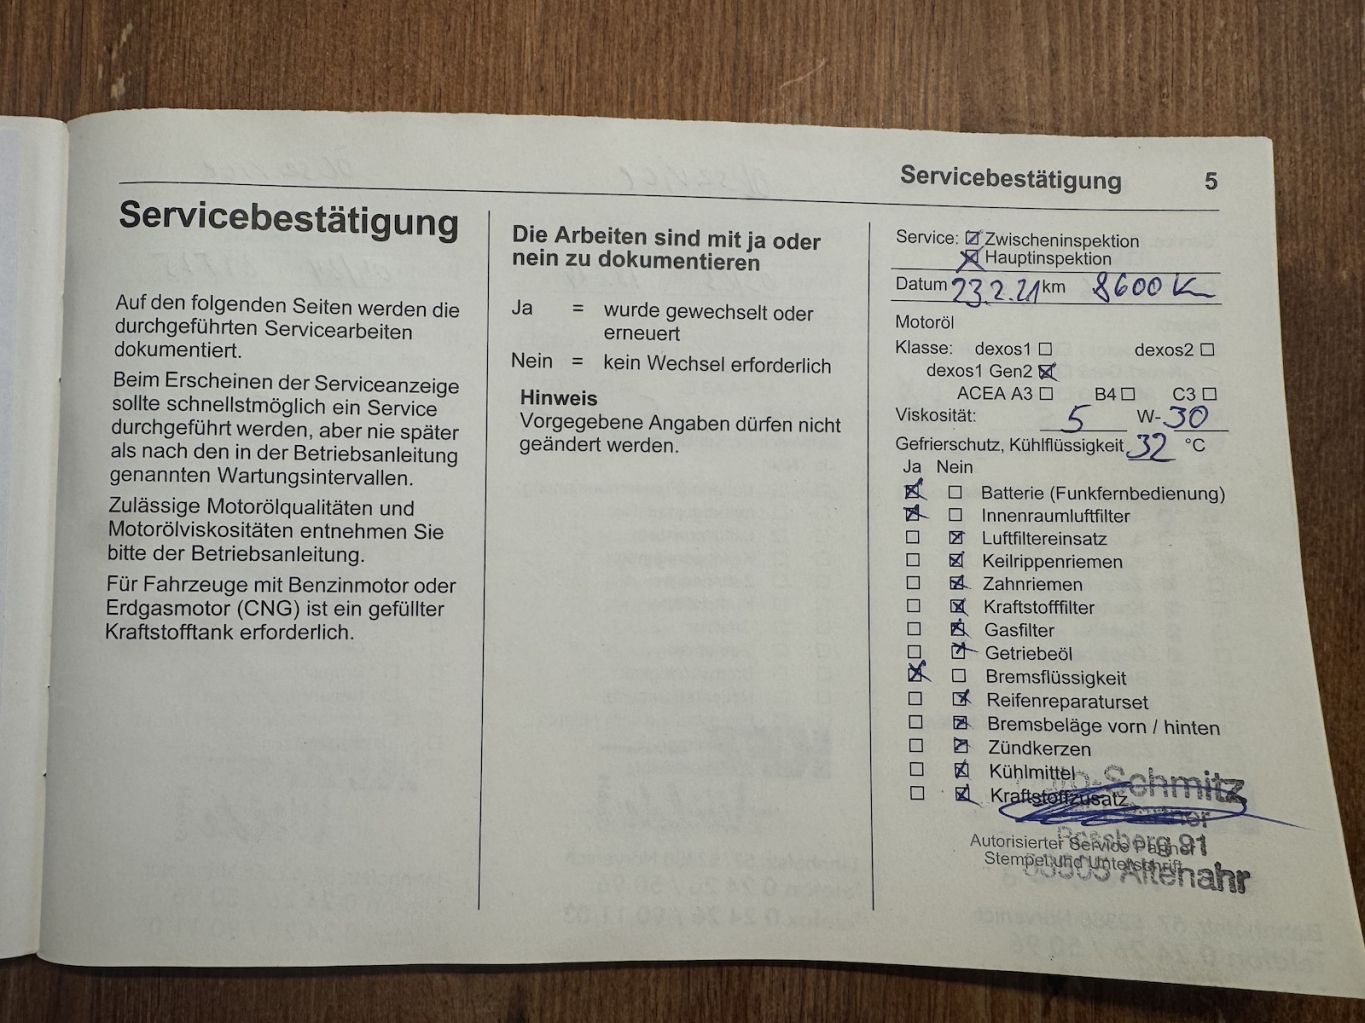 Servicebestätigung 5
Servicebestätigung
Auf den folgenden Seiten werden die
durchgeführten Servicearbeiten
dokumentiert.
Beim Erscheinen der Serviceanzeige
sollte schnellstmöglich ein Service
durchgeführt werden, aber nie später
als nach den in der Betriebsanleitung
genannten Wartungsintervallen.
Zulässige Motorölqualitäten und
Motorölviskositäten entnehmen Sie
bitte der Betriebsanleitung.
Für Fahrzeuge mit Benzinmotor oder
Erdgasmotor (CNG) ist ein gefüllter
Kraftstofftank erforderlich.
Die Arbeiten sind mit ja oder
nein zu dokumentieren
Ja = wurde gewechselt oder
erneuert
Nein = kein Wechsel erforderlich
Hinweis
Vorgegebene Angaben dürfen nicht
geändert werden.
Service: ☑ Zwischeninspektion
☒ Hauptinspektion
Datum 23.2.21 km 8600 K
Motoröl
Klasse: dexos1 ☐ dexos2 ☐
dexos1 Gen2 ☒
ACEA A3 ☐ B4 ☐ C3 ☐
Viskosität: 5 W-30
Gefrierschutz, Kühlflüssigkeit 32 °C
Ja Nein
☒ ☐ Batterie (Funkfernbedienung)
☒ ☐ Innenraumluftfilter
☐ ☒ Luftfiltereinsatz
☐ ☒ Keilrippenriemen
☐ ☒ Zahnriemen
☐ ☒ Kraftstofffilter
☐ ☒ Gasfilter
☐ ☒ Getriebeöl
☒ ☐ Bremsflüssigkeit
☐ ☒ Reifenreparaturset
☐ ☒ Bremsbeläge vorn / hinten
☐ ☒ Zündkerzen
☐ ☒ Kühlmittel
☐ ☒ Kraftstoffzusatz
Schmitz
Rossberg 91
Autorisierter Service Partner
Stempel und Unterschrift
Altenahr